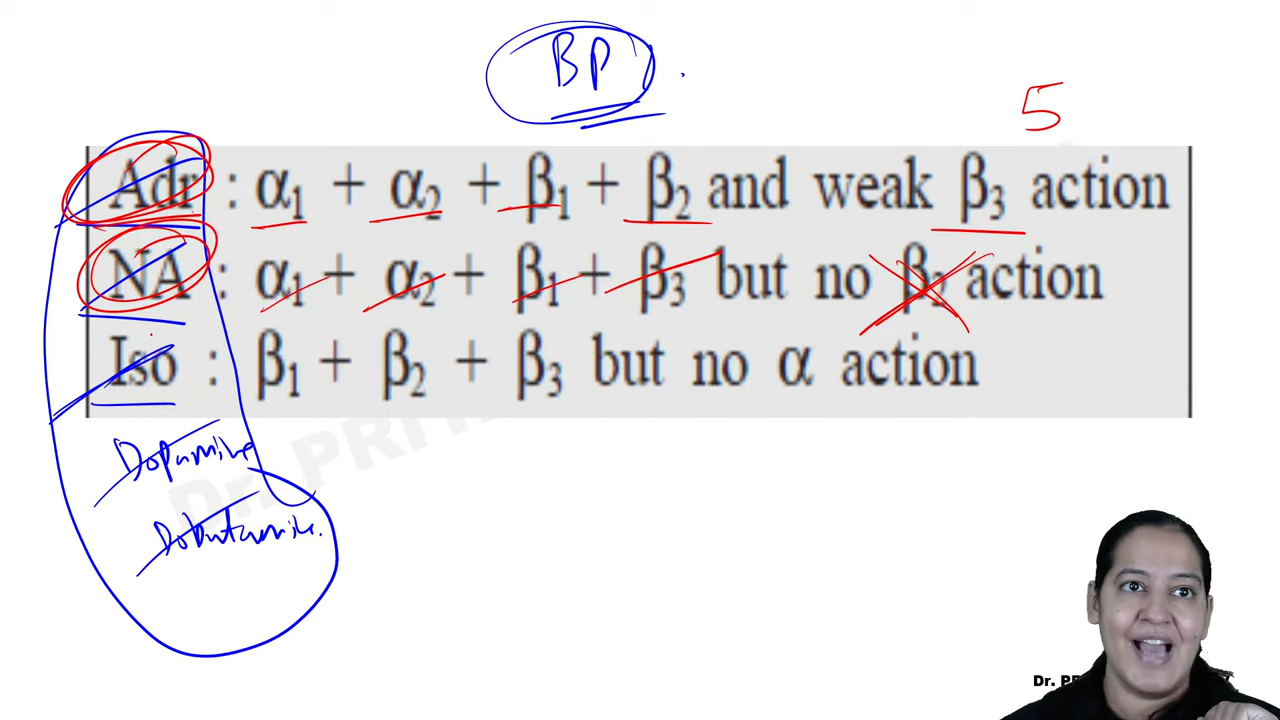 BP
5
Adr : α₁ + α₂ + β₁ + β₂ and weak β₃ action
NA : α₁ + α₂ + β₁ + β₃ but no β₂ action
Iso : β₁ + β₂ + β₃ but no α action
Dopamine
Dobutamine.
Dr.